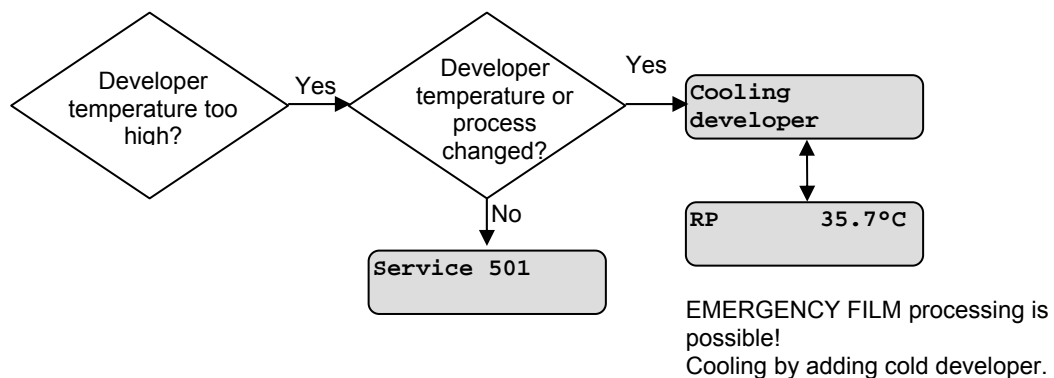 Developer
temperature too
high?
Yes
Developer
temperature or
process
changed?
Yes
Cooling
developer
No
RP 35.7°C
Service 501
EMERGENCY FILM processing is
possible!
Cooling by adding cold developer.